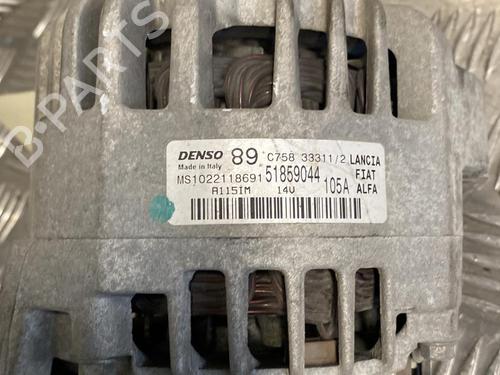 B-PARTS
DENSO 89 C758 33311/2 LANCIA
Made in Italy FIAT
MS1022118691 51859044 105A ALFA
A115IM 14V